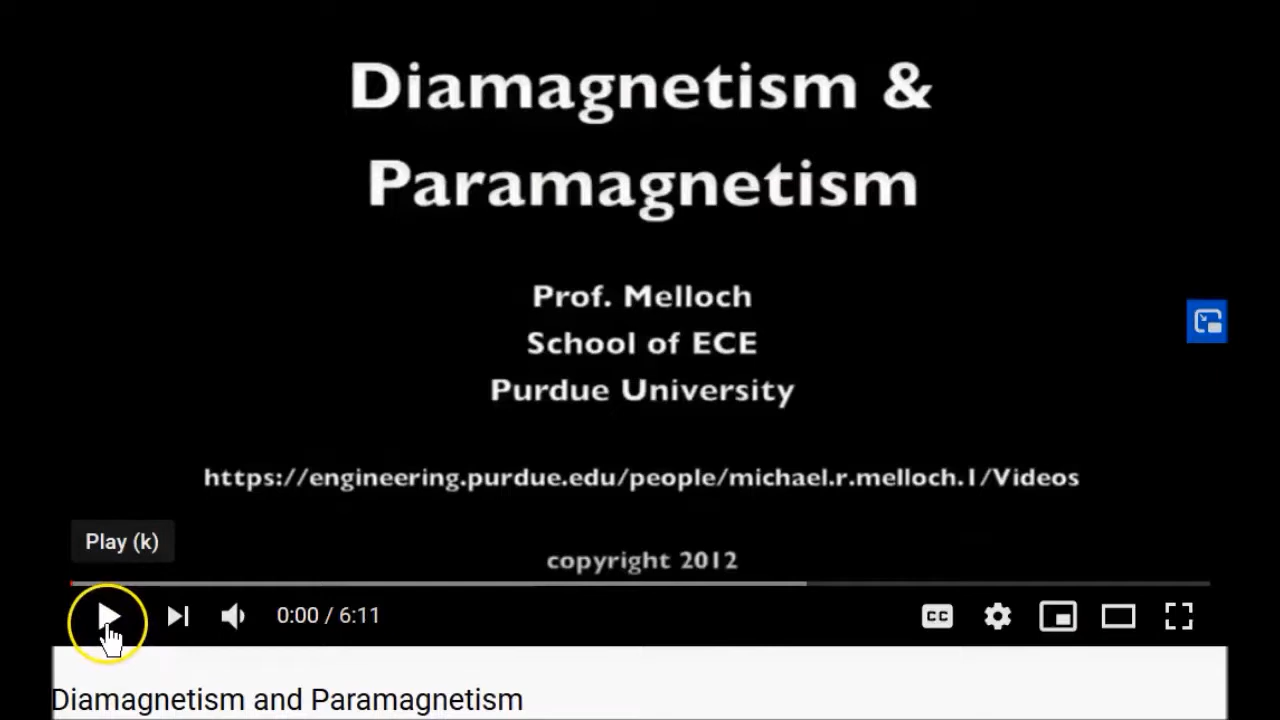 Diamagnetism &
Paramagnetism
Prof. Melloch
School of ECE
Purdue University
https://engineering.purdue.edu/people/michael.r.melloch.1/Videos
copyright 2012
Play (k)
0:00 / 6:11
CC
Diamagnetism and Paramagnetism